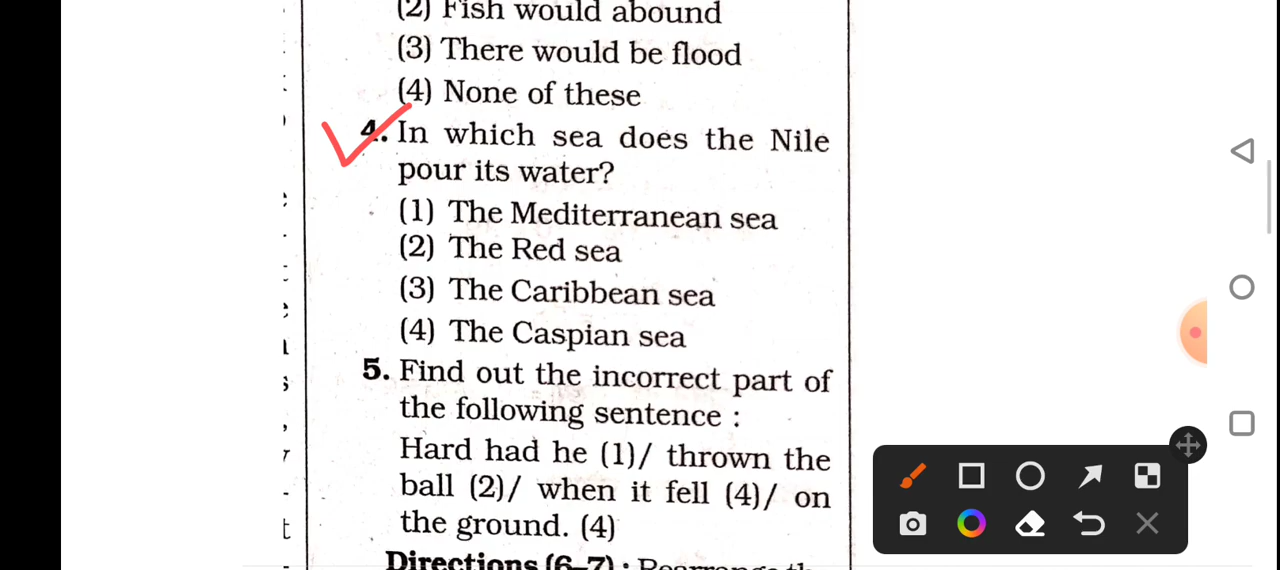 (2) Fish would abound
(3) There would be flood
(4) None of these
4. In which sea does the Nile
pour its water?
(1) The Mediterranean sea
(2) The Red sea
(3) The Caribbean sea
(4) The Caspian sea
5. Find out the incorrect part of
the following sentence :
Hard had he (1)/ thrown the
ball (2)/ when it fell (4)/ on
the ground. (4)
Directions (6–7) : Rearrange th